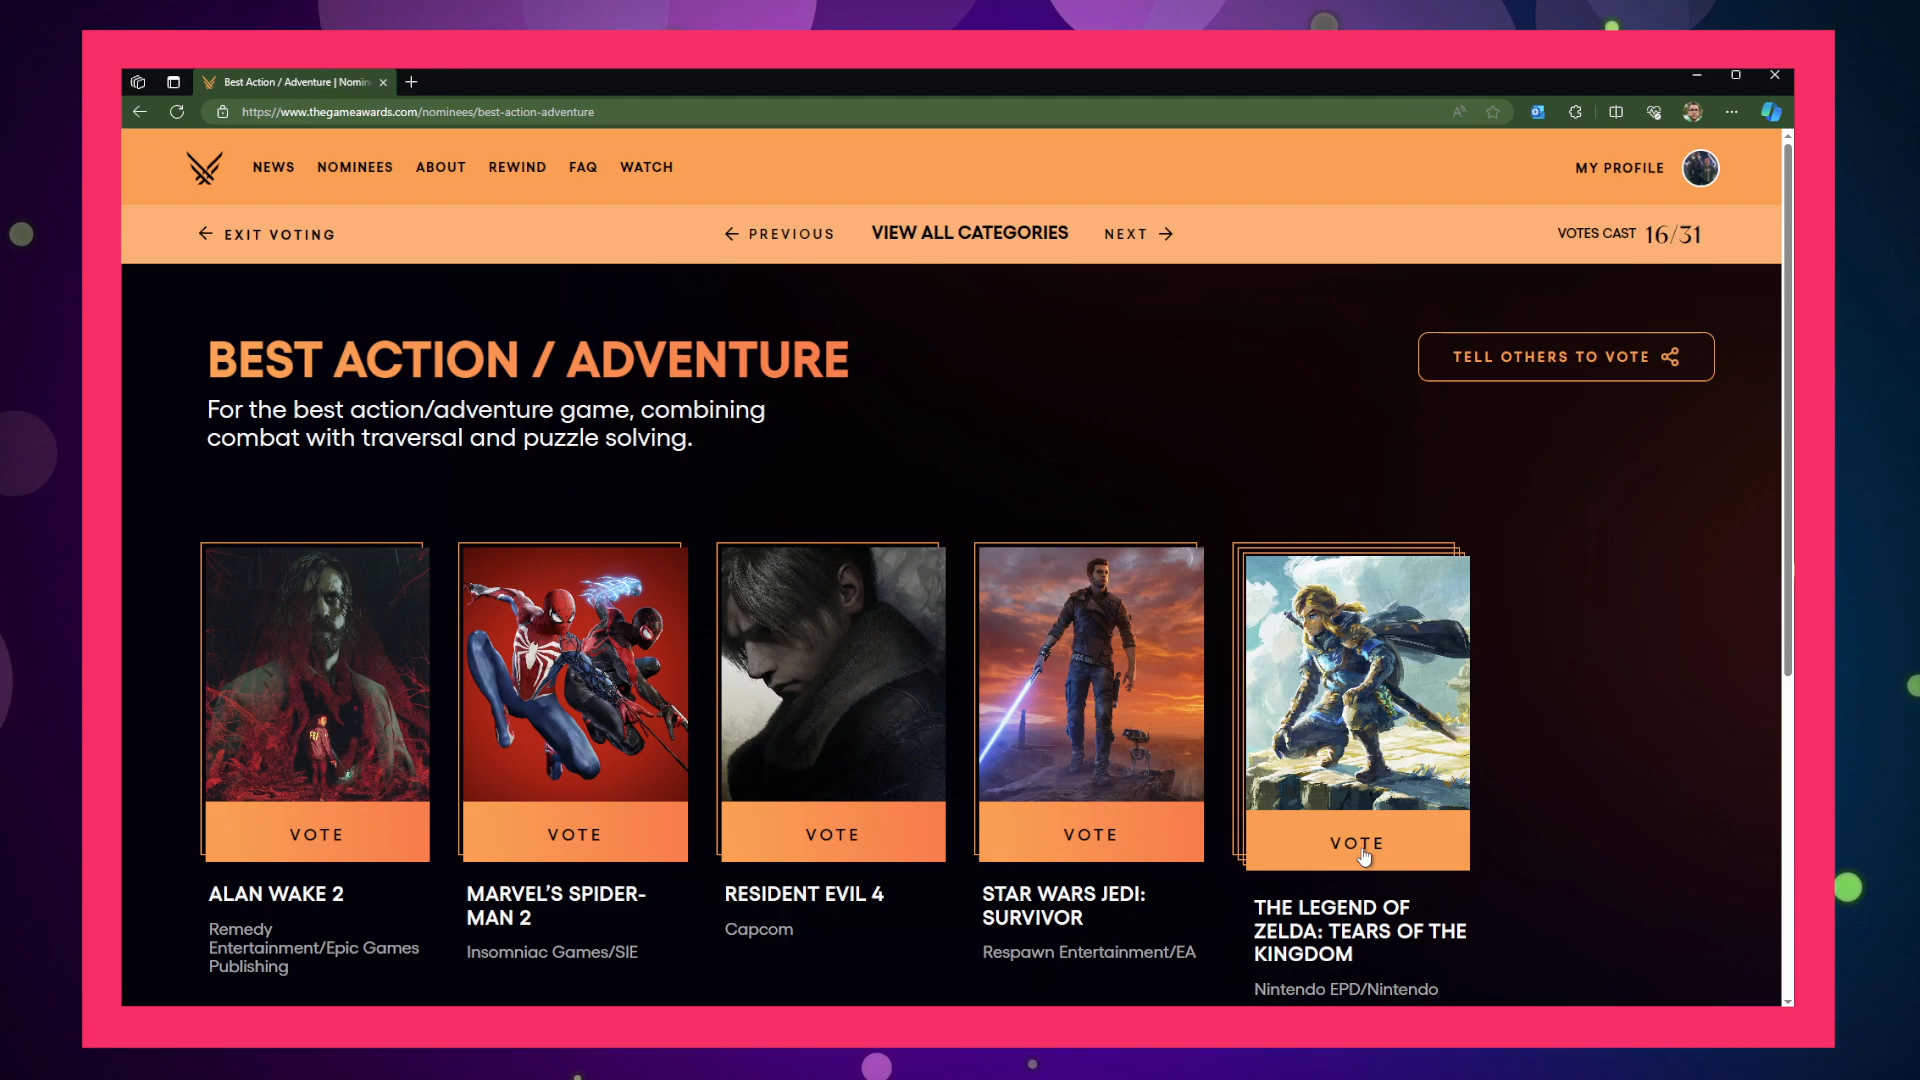 Best Action / Adventure | Nomin
https://www.thegameawards.com/nominees/best-action-adventure
NEWS NOMINEES ABOUT REWIND FAQ WATCH
MY PROFILE
EXIT VOTING
PREVIOUS VIEW ALL CATEGORIES NEXT
VOTES CAST 16/31
BEST ACTION / ADVENTURE
TELL OTHERS TO VOTE
For the best action/adventure game, combining
combat with traversal and puzzle solving.
FBI
VOTE VOTE VOTE VOTE VOTE
ALAN WAKE 2
Remedy
Entertainment/Epic Games
Publishing
MARVEL’S SPIDER-
MAN 2
Insomniac Games/SIE
RESIDENT EVIL 4
Capcom
STAR WARS JEDI:
SURVIVOR
Respawn Entertainment/EA
THE LEGEND OF
ZELDA: TEARS OF THE
KINGDOM
Nintendo EPD/Nintendo